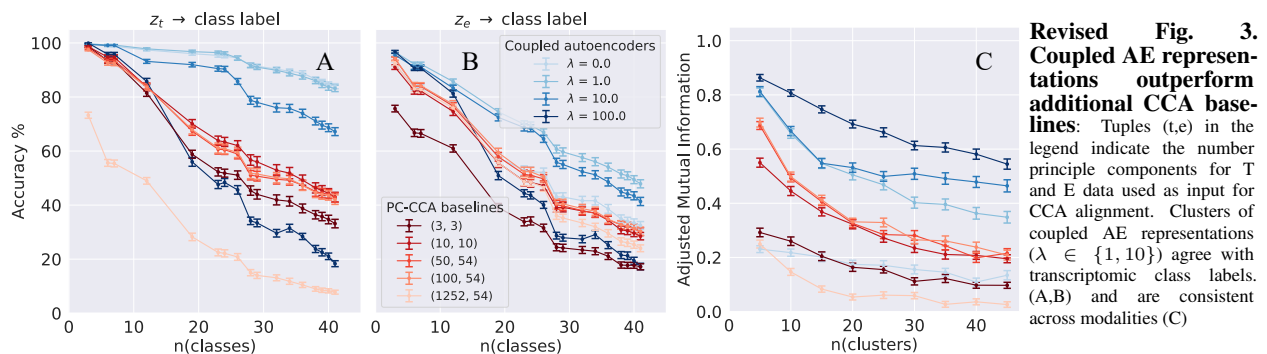 z_t → class label
100
80
60
40
20
0
Accuracy %
0
10
20
30
40
n(classes)
A
PC-CCA baselines
(3, 3)
(10, 10)
(50, 54)
(100, 54)
(1252, 54)
z_e → class label
B
Coupled autoencoders
λ = 0.0
λ = 1.0
λ = 10.0
λ = 100.0
0
10
20
30
40
n(classes)
1.0
0.8
0.6
0.4
0.2
0.0
Adjusted Mutual Information
C
0
10
20
30
40
n(clusters)
Revised Fig. 3.
Coupled AE represen-
tations outperform
additional CCA base-
lines: Tuples (t,e) in the
legend indicate the number
principle components for T
and E data used as input for
CCA alignment. Clusters of
coupled AE representations
(λ ∈ {1, 10}) agree with
transcriptomic class labels.
(A,B) and are consistent
across modalities (C)